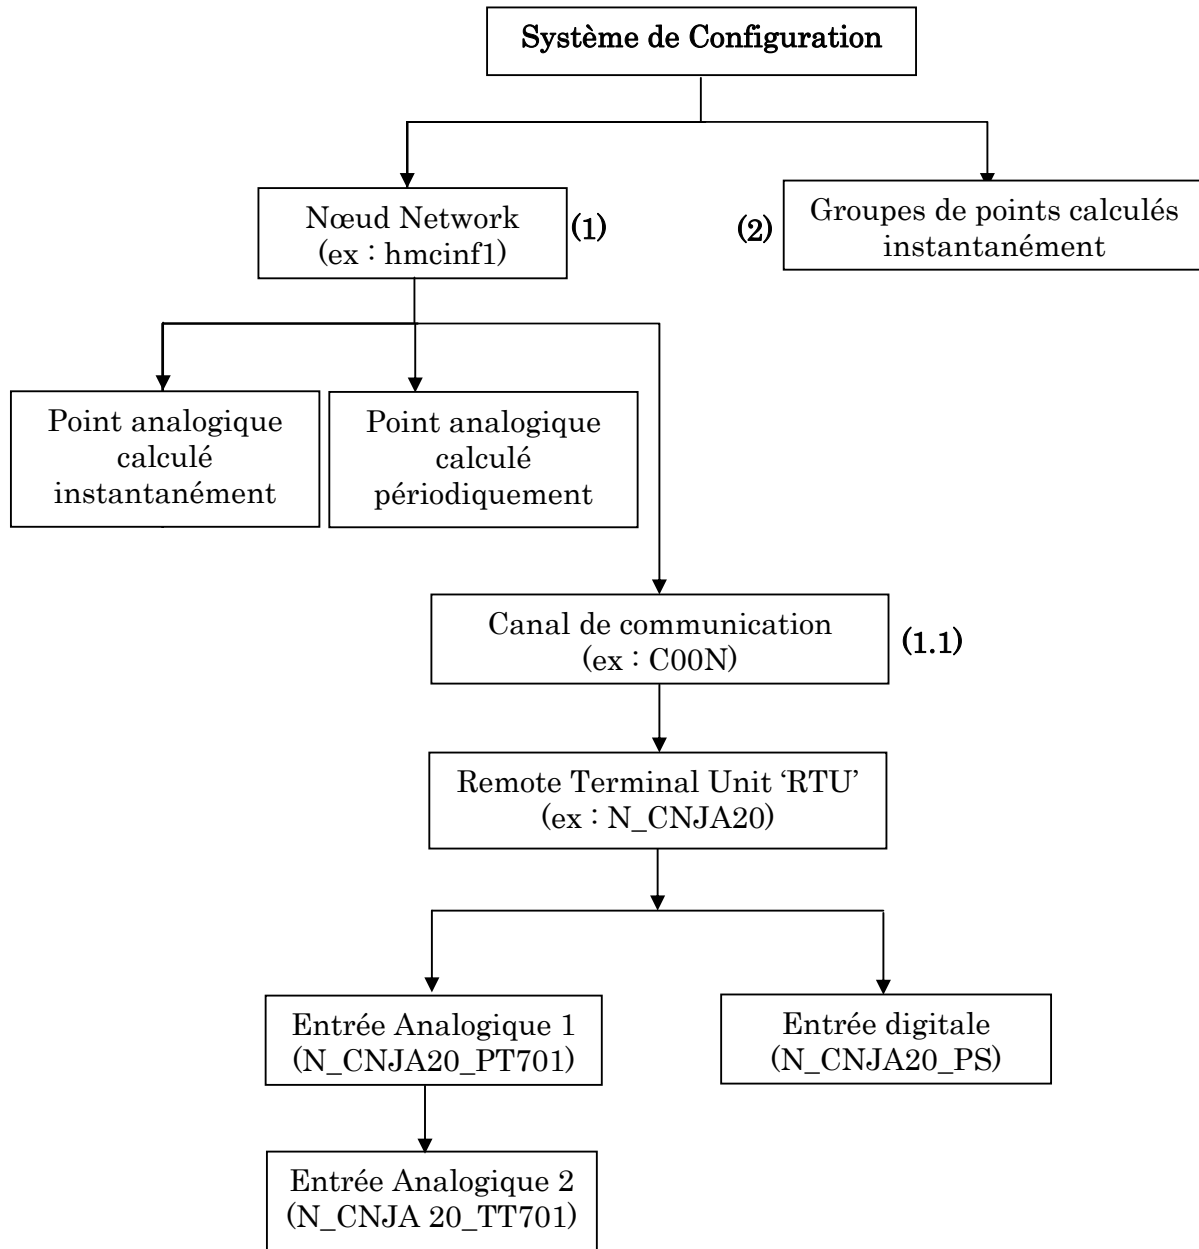 Système de Configuration
Nœud Network
(ex : hmcinf1)
(1)
(2)
Groupes de points calculés
instantanément
Point analogique
calculé
instantanément
Point analogique
calculé
périodiquement
Canal de communication
(ex : C00N)
(1.1)
Remote Terminal Unit ‘RTU’
(ex : N_CNJA20)
Entrée Analogique 1
(N_CNJA20_PT701)
Entrée digitale
(N_CNJA20_PS)
Entrée Analogique 2
(N_CNJA 20_TT701)